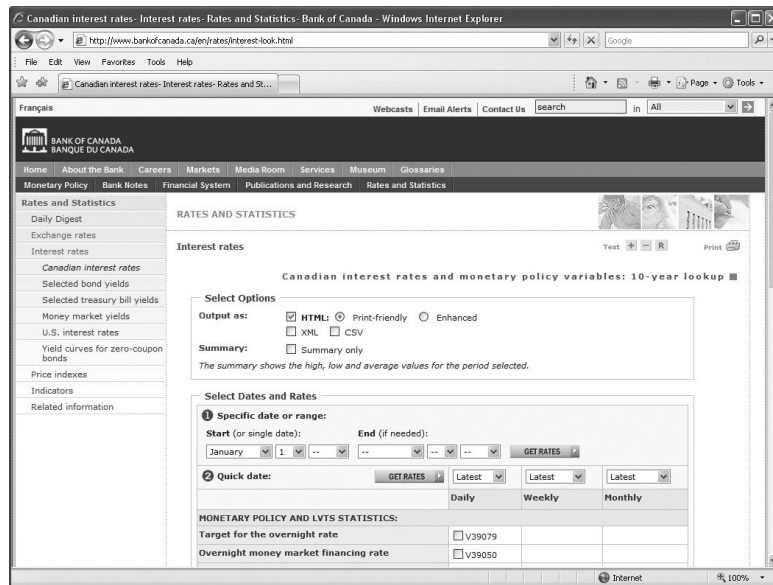 Canadian interest rates- Interest rates- Rates and Statistics- Bank of Canada - Windows Internet Explorer
http://www.bankofcanada.ca/en/rates/interest-look.html
Google
File Edit View Favorites Tools Help
Canadian interest rates- Interest rates- Rates and St...
Page Tools
Français
Webcasts Email Alerts Contact Us search in All
BANK OF CANADA
BANQUE DU CANADA
Home About the Bank Careers Markets Media Room Services Museum Glossaries
Monetary Policy Bank Notes Financial System Publications and Research Rates and Statistics
Rates and Statistics
Daily Digest
Exchange rates
Interest rates
Canadian interest rates
Selected bond yields
Selected treasury bill yields
Money market yields
U.S. interest rates
Yield curves for zero-coupon
bonds
Price indexes
Indicators
Related information
RATES AND STATISTICS
Interest rates
Text + – R Print
Canadian interest rates and monetary policy variables: 10-year lookup
Select Options
Output as: HTML: Print-friendly Enhanced
XML CSV
Summary: Summary only
The summary shows the high, low and average values for the period selected.
Select Dates and Rates
1 Specific date or range:
Start (or single date): End (if needed):
January 1 -- -- -- -- GET RATES
2 Quick date: GET RATES Latest Latest Latest
Daily Weekly Monthly
MONETARY POLICY AND LVTS STATISTICS:
Target for the overnight rate V39079
Overnight money market financing rate V39050
Internet 100%